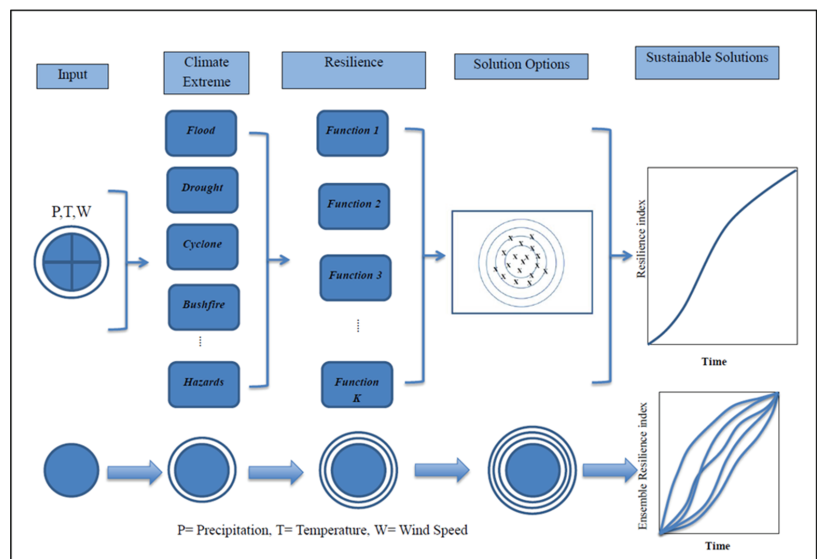 Input
Climate
Extreme
Resilience
Solution Options
Sustainable Solutions
P,T,W
Flood
Drought
Cyclone
Bushfire
Hazards
Function 1
Function 2
Function 3
Function
K
X X X X X X X X X X X X X X X X
Resilience index
Time
Ensemble Resilience index
Time
P= Precipitation, T= Temperature, W= Wind Speed